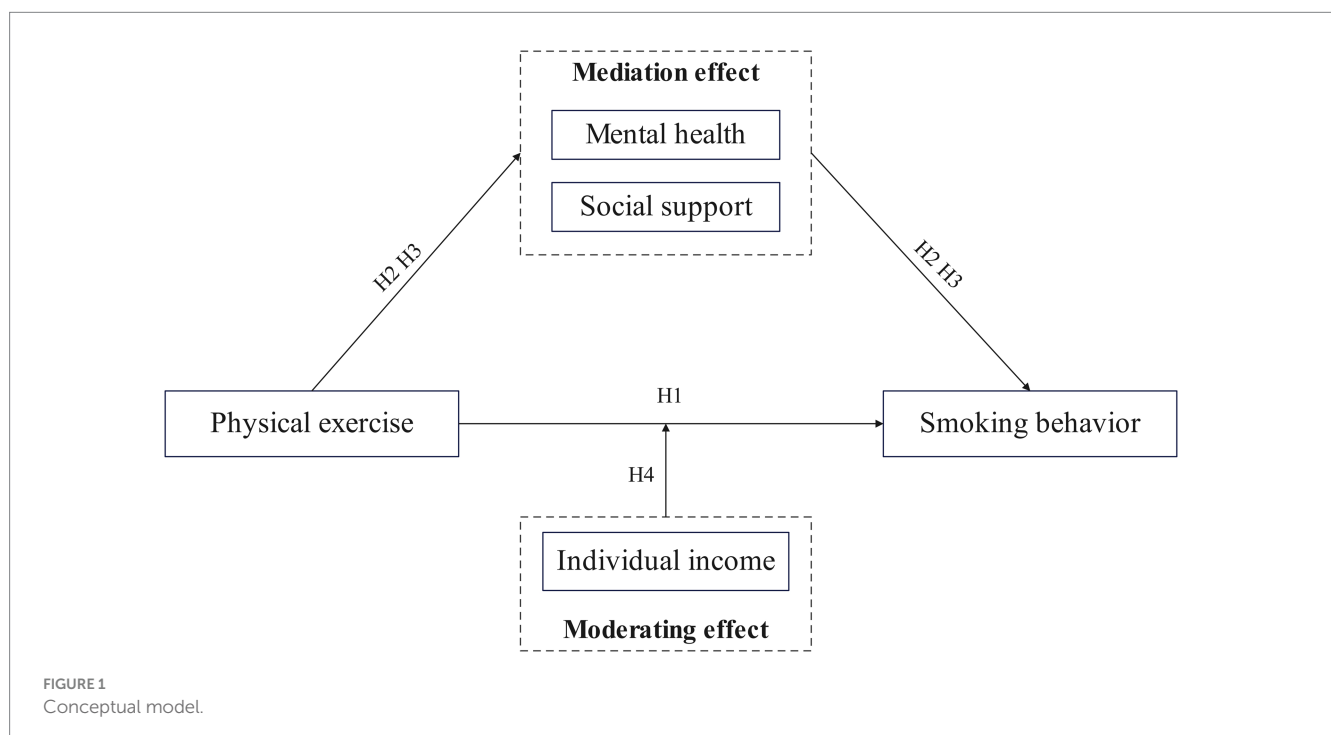 Mediation effect
Mental health
Social support
H2 H3
H2 H3
Physical exercise
H1
Smoking behavior
H4
Individual income
Moderating effect
FIGURE 1
Conceptual model.